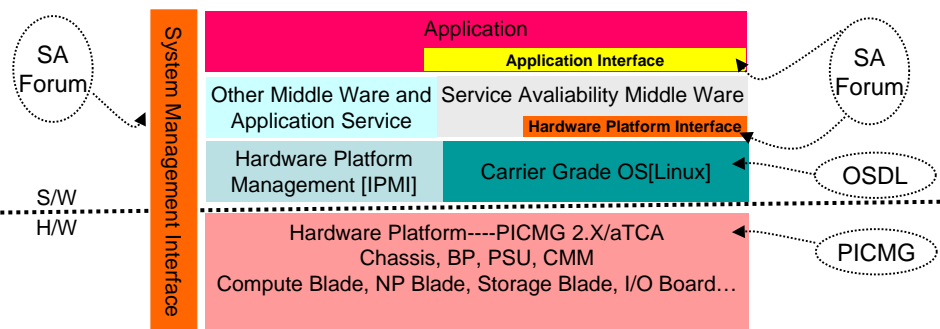 SA
Forum
System Management Interface
Application
Application Interface
SA
Forum
Other Middle Ware and
Application Service
Service Avaliability Middle Ware
Hardware Platform Interface
Hardware Platform
Management [IPMI]
Carrier Grade OS[Linux]
OSDL
S/W
H/W
Hardware Platform----PICMG 2.X/aTCA
Chassis, BP, PSU, CMM
Compute Blade, NP Blade, Storage Blade, I/O Board…
PICMG